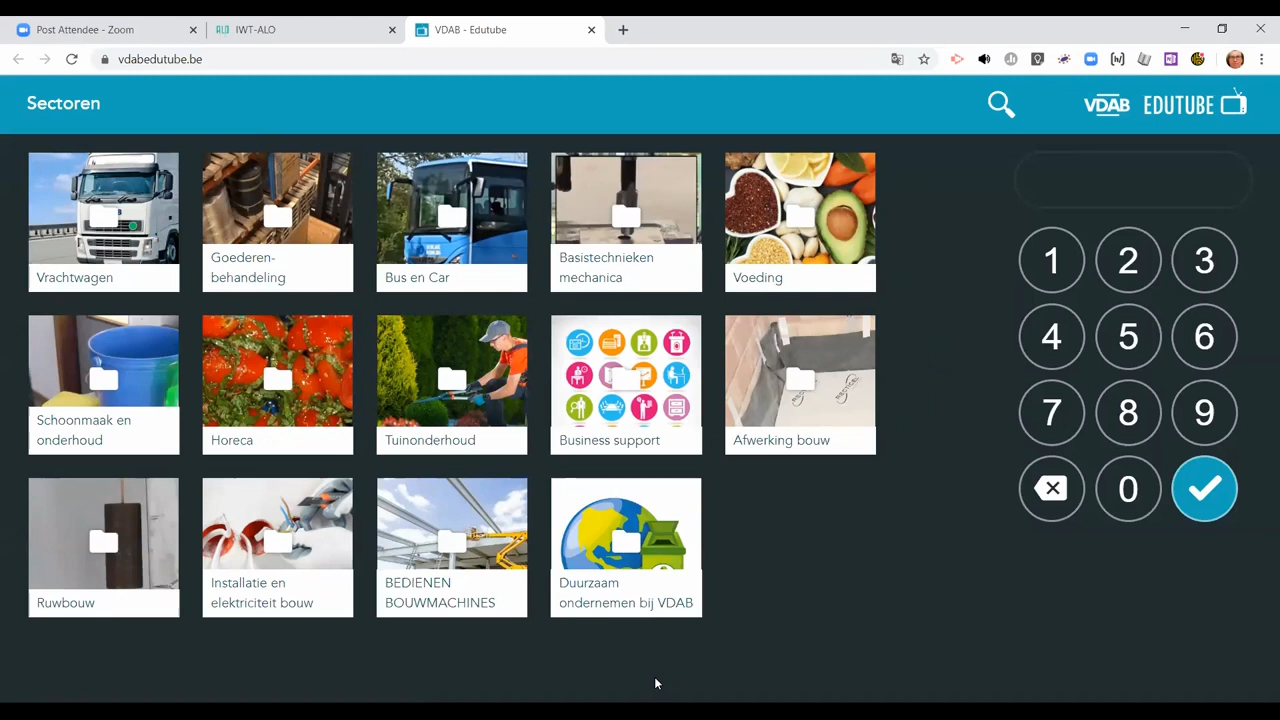 Post Attendee - Zoom
IWT-ALO
VDAB - Edutube
vdabedutube.be
Sectoren
VDAB EDUTUBE
Vrachtwagen
Goederen-
behandeling
Bus en Car
Basistechnieken
mechanica
Voeding
Schoonmaak en
onderhoud
Horeca
Tuinonderhoud
Business support
Afwerking bouw
Ruwbouw
Installatie en
elektriciteit bouw
BEDIENEN
BOUWMACHINES
Duurzaam
ondernemen bij VDAB
1 2 3
4 5 6
7 8 9
0